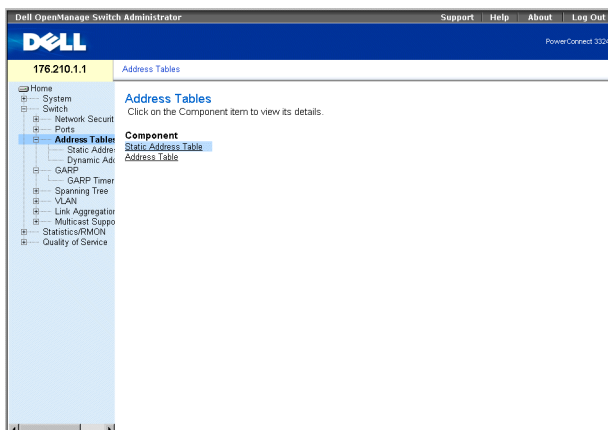 Dell OpenManage Switch Administrator
Support Help About Log Out
DELL
PowerConnect 3324
176.210.1.1
Address Tables
Home
System
Switch
Network Securit
Ports
Address Tables
Static Addre
Dynamic Add
GARP
GARP Timer
Spanning Tree
VLAN
Link Aggregation
Multicast Suppo
Statistics/RMON
Quality of Service
Address Tables
Click on the Component item to view its details.
Component
Static Address Table
Address Table